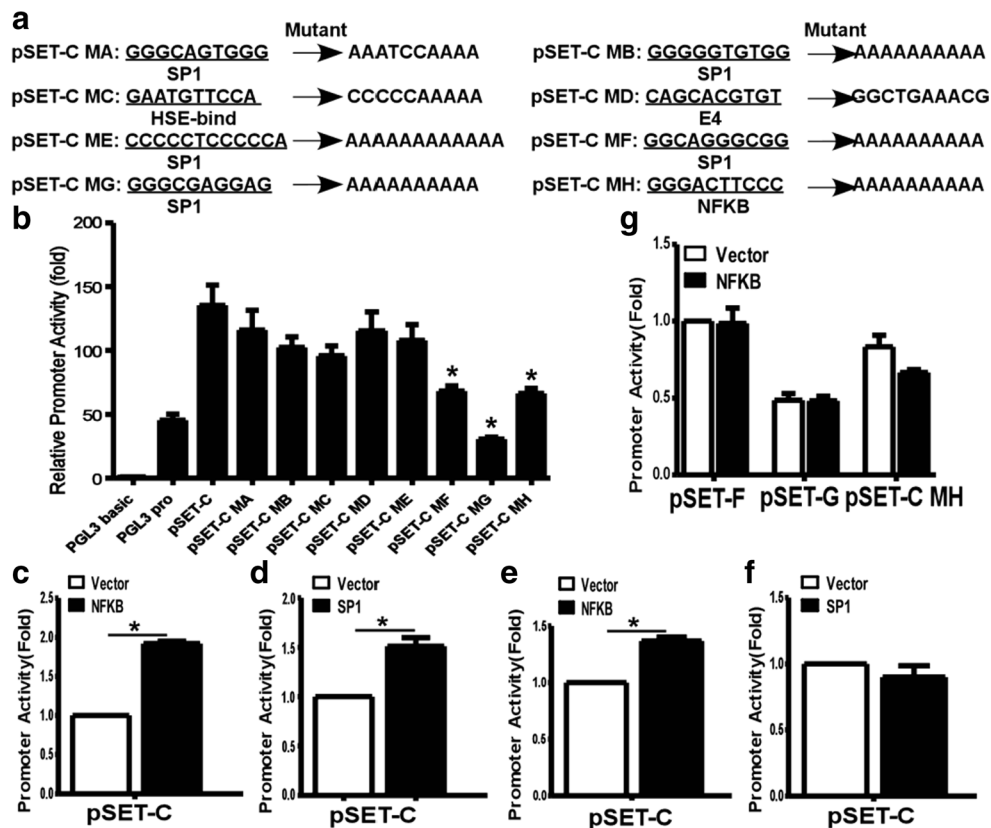 a
Mutant
Mutant
pSET-C MA: GGGCAGTGGG AAATCCAAAA
SP1
pSET-C MB: GGGGGTGTGG AAAAAAAAAA
SP1
pSET-C MC: GAATGTTCCA CCCCCAAAAA
HSE-bind
pSET-C MD: CAGCACGTGT GGCTGAAACG
E4
pSET-C ME: CCCCCTCCCCCA AAAAAAAAAAAA
SP1
pSET-C MF: GGCAGGGCGG AAAAAAAAAA
SP1
pSET-C MG: GGGCGAGGAG AAAAAAAAAA
SP1
pSET-C MH: GGGACTTCCC AAAAAAAAAA
NFKB
b
Relative Promoter Activity (fold)
200
150
100
50
0
* * *
PGL3 basic
PGL3 pro
pSET-C
pSET-C MA
pSET-C MB
pSET-C MC
pSET-C MD
pSET-C ME
pSET-C MF
pSET-C MG
pSET-C MH
g
Promoter Activity(Fold)
1.5
1.0
0.5
0.0
Vector
NFKB
pSET-F pSET-G pSET-C MH
c
Promoter Activity(Fold)
2.5
2.0
1.5
1.0
0.5
0.0
Vector
NFKB
*
pSET-C
d
Promoter Activity(Fold)
2.0
1.5
1.0
0.5
0.0
Vector
SP1
*
pSET-C
e
Promoter Activity(Fold)
1.5
1.0
0.5
0.0
Vector
NFKB
*
pSET-C
f
Promoter Activity(Fold)
1.5
1.0
0.5
0.0
Vector
SP1
pSET-C